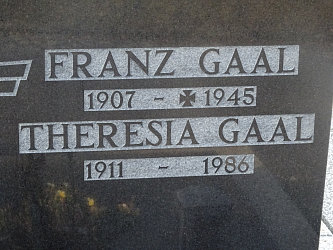 FRANZ GAAL
1907 - ✠1945
THERESIA GAAL
1911 - 1986